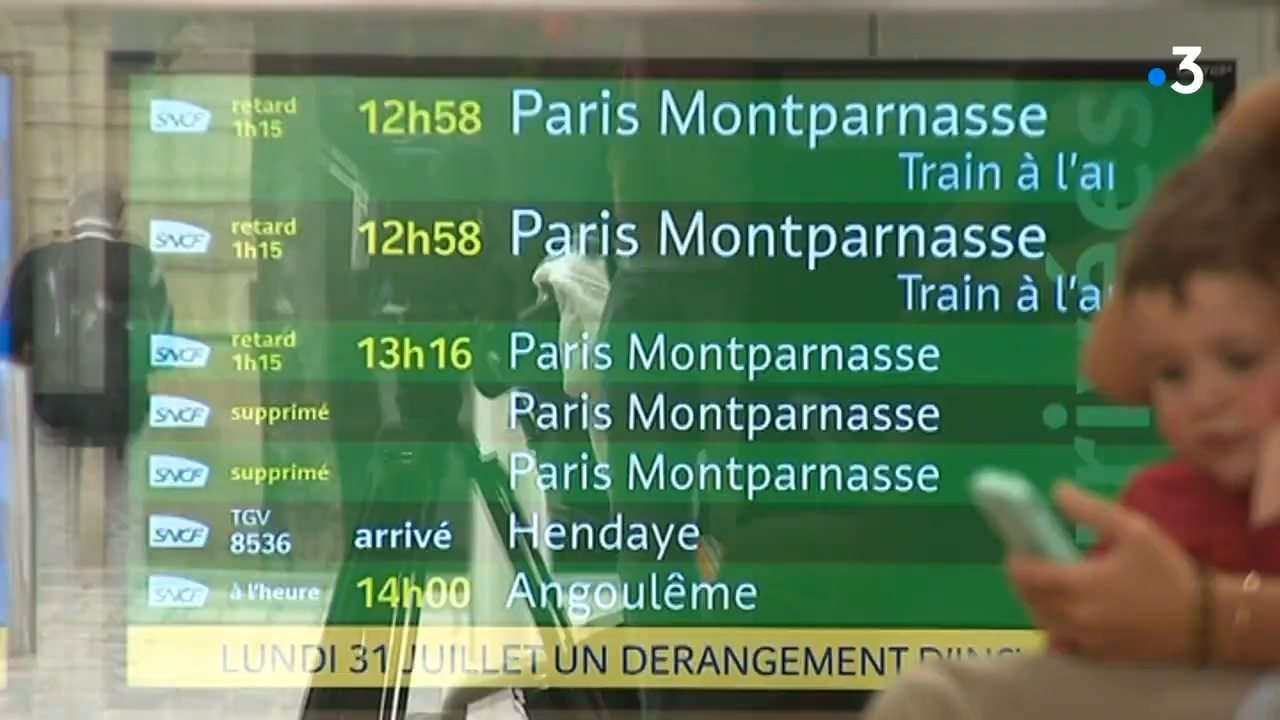 3
SNCF retard 1h15 12h58 Paris Montparnasse
Train à l'a
SNCF retard 1h15 12h58 Paris Montparnasse
Train à l'a
SNCF retard 1h15 13h16 Paris Montparnasse
SNCF supprimé Paris Montparnasse
SNCF supprimé Paris Montparnasse
SNCF TGV 8536 arrivé Hendaye
SNCF à l'heure 14h00 Angoulême
LUNDI 31 JUILLET UN DERANGEMENT